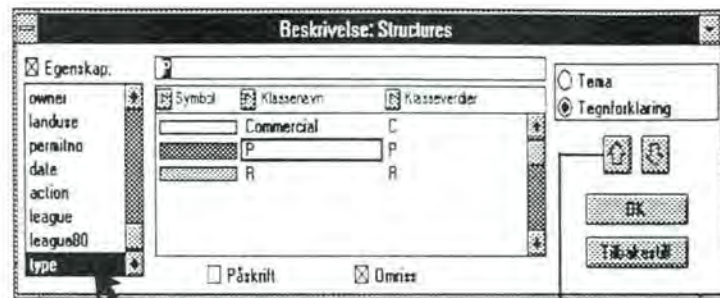 Beskrivelse: Structures
Egenskap:
P
Symbol Klassenavn Klasseverdier
owner
landuse
permitno
date
action
league
league80
type
Commercial C
P P
R R
Påskrift Omriss
Tema
Tegnforklaring
OK
Tilbakestill